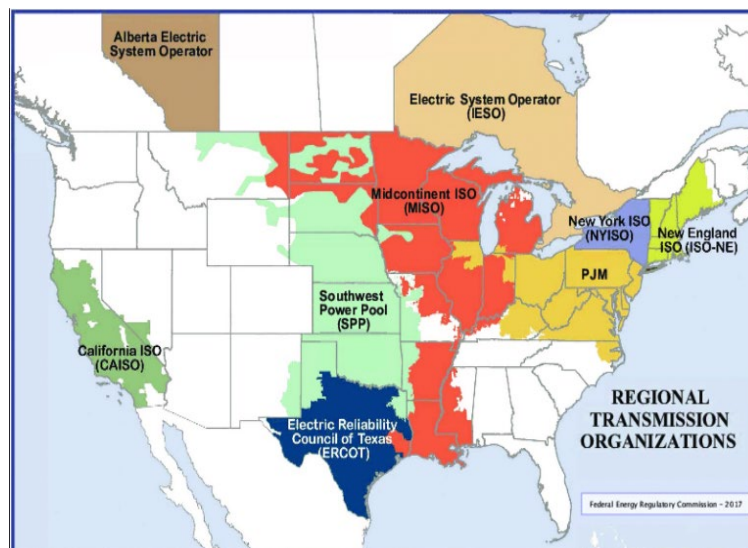 Alberta Electric
System Operator
Electric System Operator
(IESO)
Midcontinent ISO
(MISO)
New York ISO
(NYISO)
New England
ISO (ISO-NE)
PJM
Southwest
Power Pool
(SPP)
California ISO
(CAISO)
Electric Reliability
Council of Texas
(ERCOT)
REGIONAL
TRANSMISSION
ORGANIZATIONS
Federal Energy Regulatory Commission – 2017